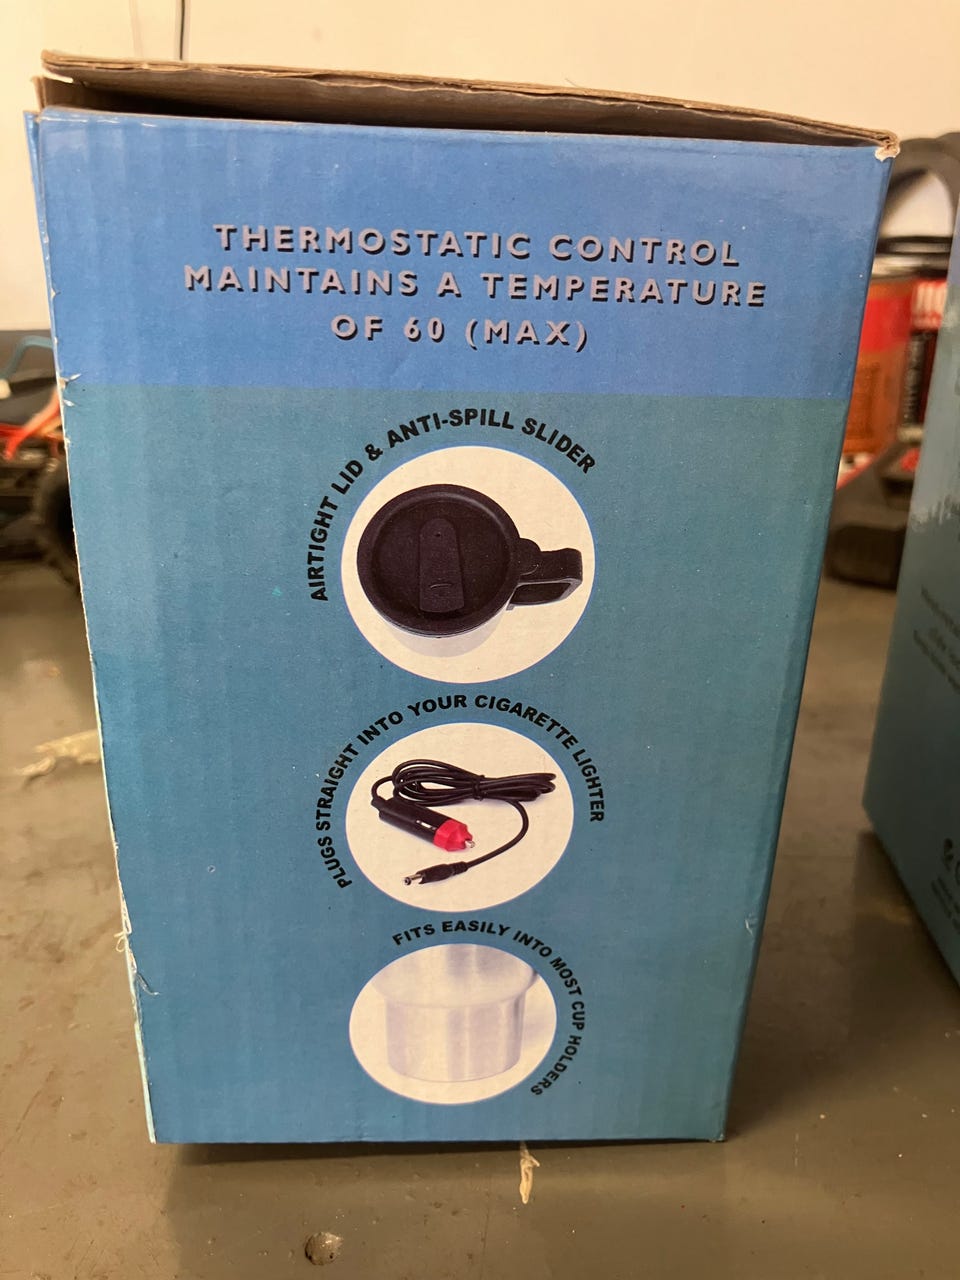 THERMOSTATIC CONTROL
MAINTAINS A TEMPERATURE
OF 60 (MAX)
AIRTIGHT LID & ANTI-SPILL SLIDER
PLUGS STRAIGHT INTO YOUR CIGARETTE LIGHTER
FITS EASILY INTO MOST CUP HOLDERS